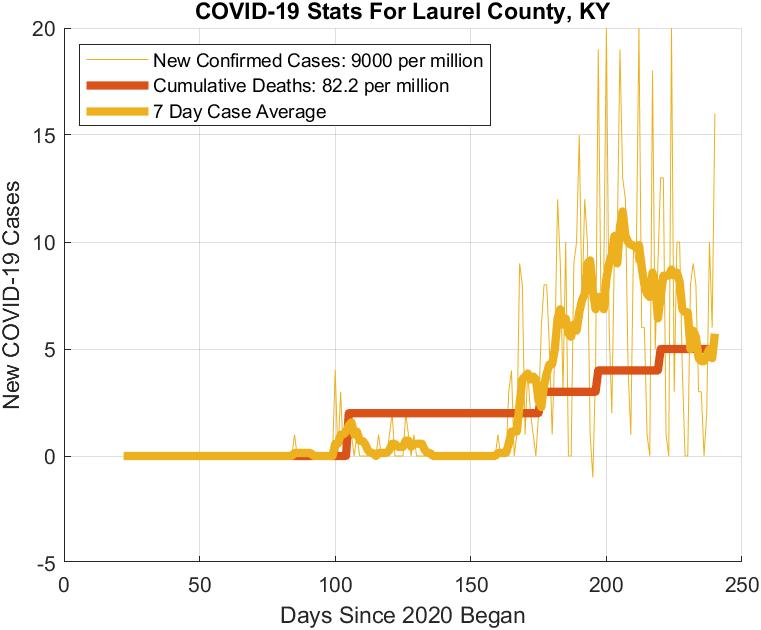 COVID-19 Stats For Laurel County, KY
New Confirmed Cases: 9000 per million
Cumulative Deaths: 82.2 per million
7 Day Case Average
20
15
10
5
0
-5
New COVID-19 Cases
0 50 100 150 200 250
Days Since 2020 Began